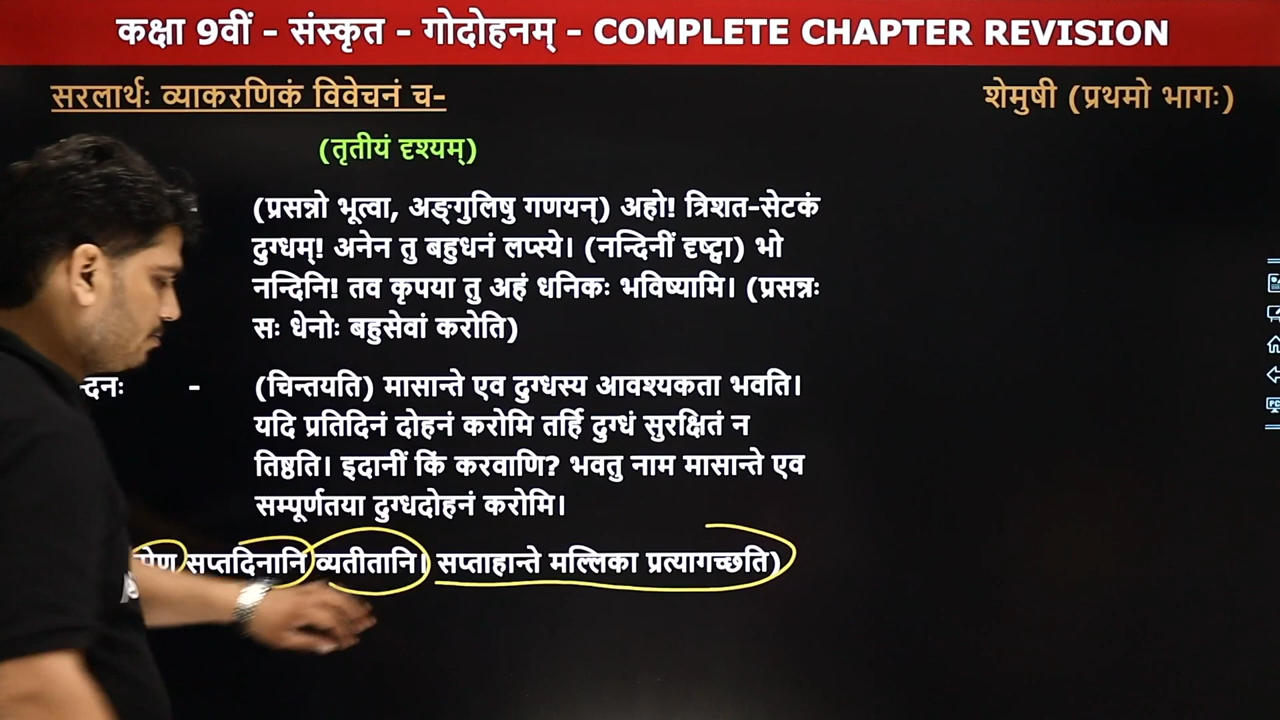 कक्षा 9वीं - संस्कृत - गोदोहनम् - COMPLETE CHAPTER REVISION
सरलार्थः व्याकरणिकं विवेचनं च-
शेमुषी (प्रथमो भागः)
(तृतीयं दृश्यम्)
(प्रसन्नो भूत्वा, अङ्गुलिषु गणयन्) अहो! त्रिशत-सेटकं
दुग्धम्! अनेन तु बहुधनं लप्स्ये। (नन्दिनीं दृष्ट्वा) भो
नन्दिनि! तव कृपया तु अहं धनिकः भविष्यामि। (प्रसन्नः
सः धेनोः बहुसेवां करोति)
- (चिन्तयति) मासान्ते एव दुग्धस्य आवश्यकता भवति।
यदि प्रतिदिनं दोहनं करोमि तर्हि दुग्धं सुरक्षितं न
तिष्ठति। इदानीं किं करवाणि? भवतु नाम मासान्ते एव
सम्पूर्णतया दुग्धदोहनं करोमि।
सप्तदिनानि व्यतीतानि। सप्ताहान्ते मल्लिका प्रत्यागच्छति)